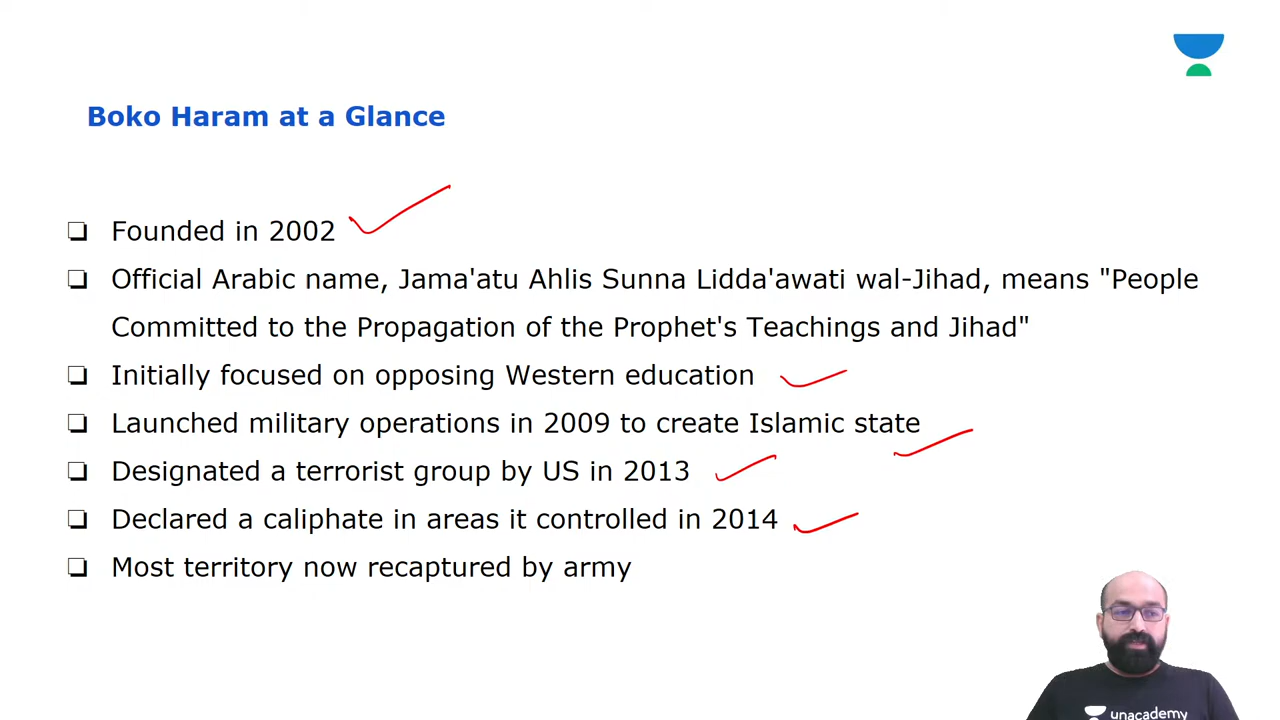 Boko Haram at a Glance
Founded in 2002
Official Arabic name, Jama'atu Ahlis Sunna Lidda'awati wal-Jihad, means "People
Committed to the Propagation of the Prophet's Teachings and Jihad"
Initially focused on opposing Western education
Launched military operations in 2009 to create Islamic state
Designated a terrorist group by US in 2013
Declared a caliphate in areas it controlled in 2014
Most territory now recaptured by army
unacademy